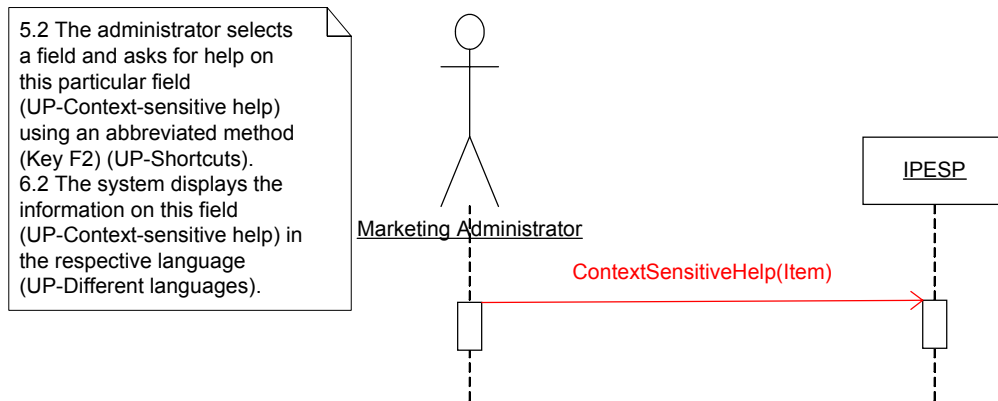 5.2 The administrator selects
a field and asks for help on
this particular field
(UP-Context-sensitive help)
using an abbreviated method
(Key F2) (UP-Shortcuts).
6.2 The system displays the
information on this field
(UP-Context-sensitive help) in
the respective language
(UP-Different languages).
Marketing Administrator
IPESP
ContextSensitiveHelp(Item)